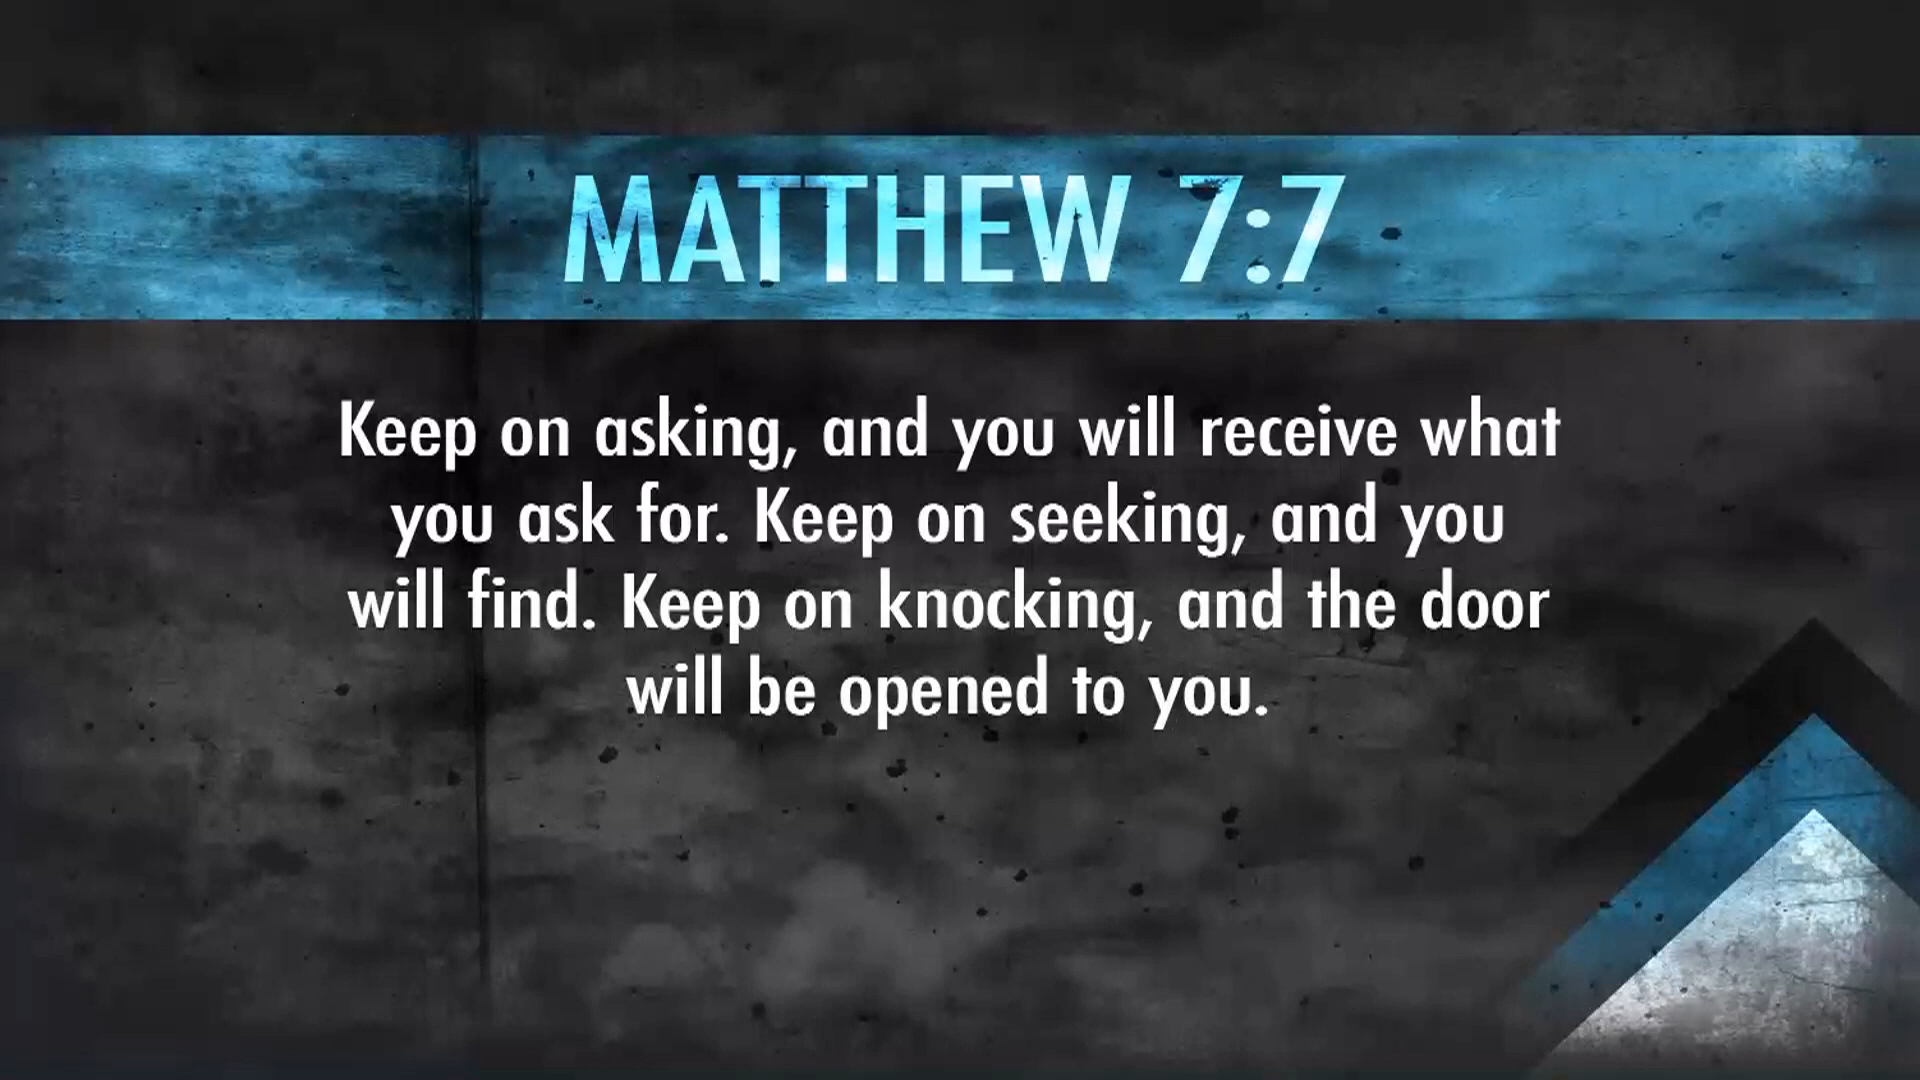 MATTHEW 7:7
Keep on asking, and you will receive what
you ask for. Keep on seeking, and you
will find. Keep on knocking, and the door
will be opened to you.